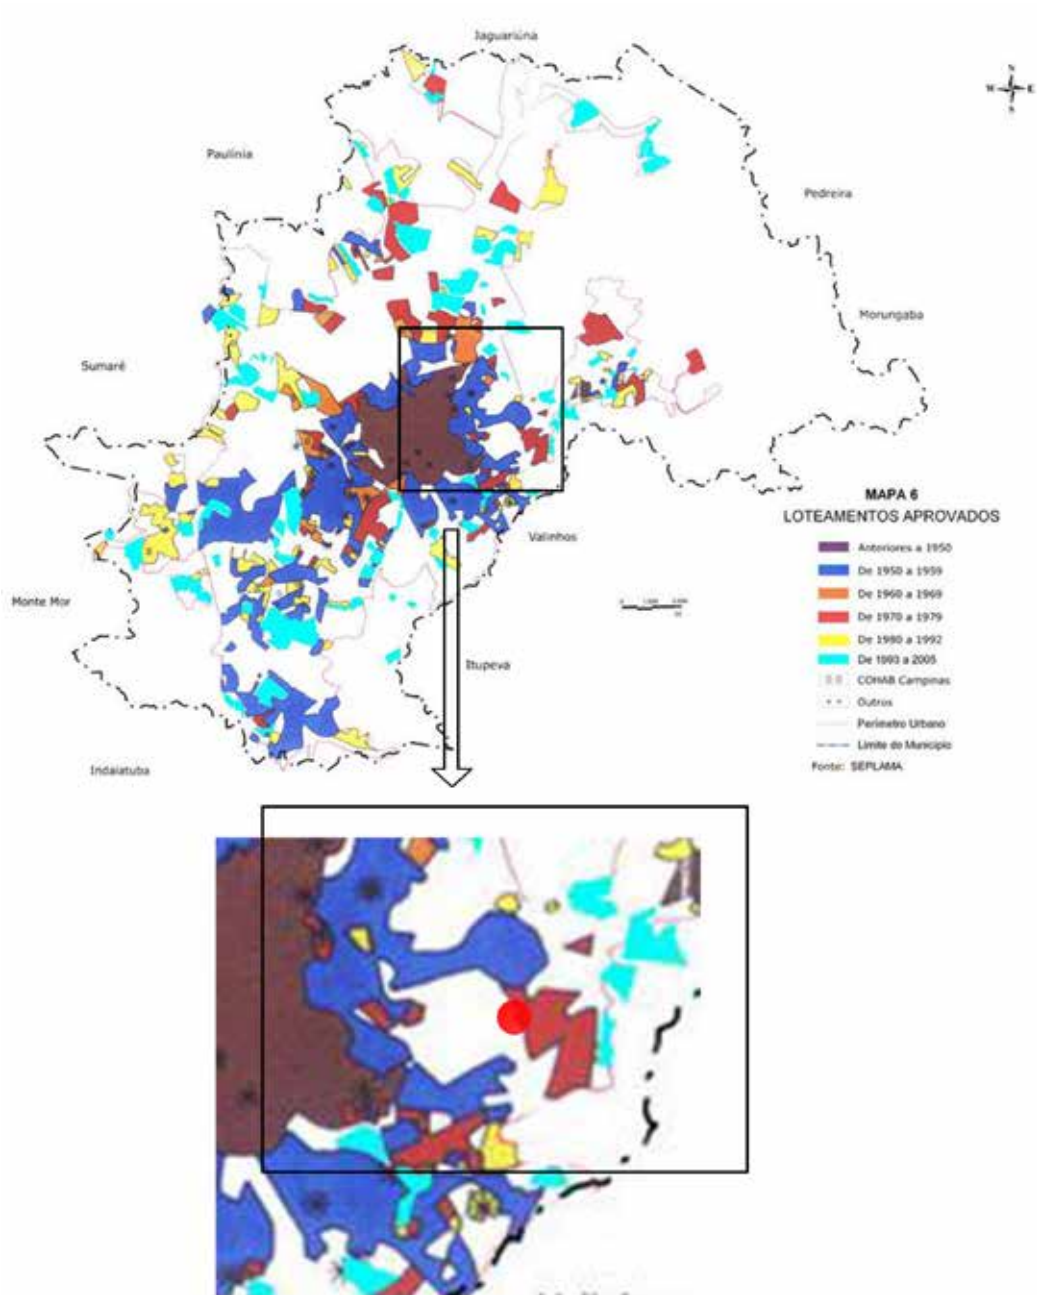 Jaguariúna
N
W E
S
Paulínia
Pedreira
Morungaba
Sumaré
MAPA 6
LOTEAMENTOS APROVADOS
Anteriores a 1950
De 1950 a 1959
De 1960 a 1969
De 1970 a 1979
De 1980 a 1992
De 1993 a 2005
COHAB Campinas
Outros
Perímetro Urbano
Limite do Município
Fonte: SEPLAMA
Valinhos
Monte Mor
Itupeva
Indaiatuba